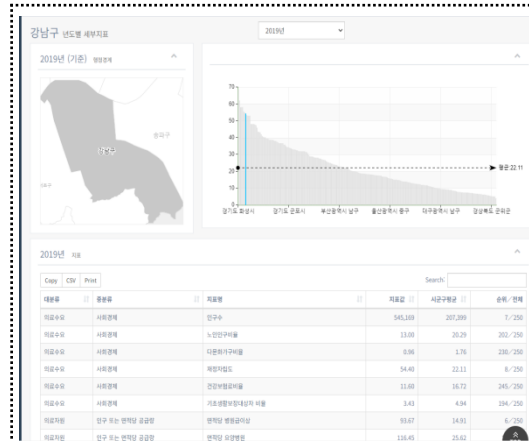 강남구 년도별 세부지표
2019년
2019년 (기준) 행정경계
강남구
송파구
서초구
70
60
50
40
30
20
10
0
평균:22.11
경기도 화성시 경기도 군포시 부산광역시 남구 울산광역시 중구 대구광역시 남구 경상북도 군위군
2019년 지표
Copy CSV Print
Search:
대분류 중분류 지표명 지표값 시군구평균 순위/전체
의료수요 사회경제 인구수 545,169 207,399 7/250
의료수요 사회경제 노인인구비율 13.00 20.29 202/250
의료수요 사회경제 다문화가구비율 0.96 1.76 230/250
의료수요 사회경제 재정자립도 54.40 22.11 8/250
의료수요 사회경제 건강보험료비율 11.60 16.72 245/250
의료수요 사회경제 기초생활보장대상자 비율 3.43 4.94 194/250
의료자원 인구 또는 면적당 공급량 면적당 병원급이상 93.67 14.91 6/250
의료자원 인구 또는 면적당 공급량 면적당 요양병원 116.45 25.62